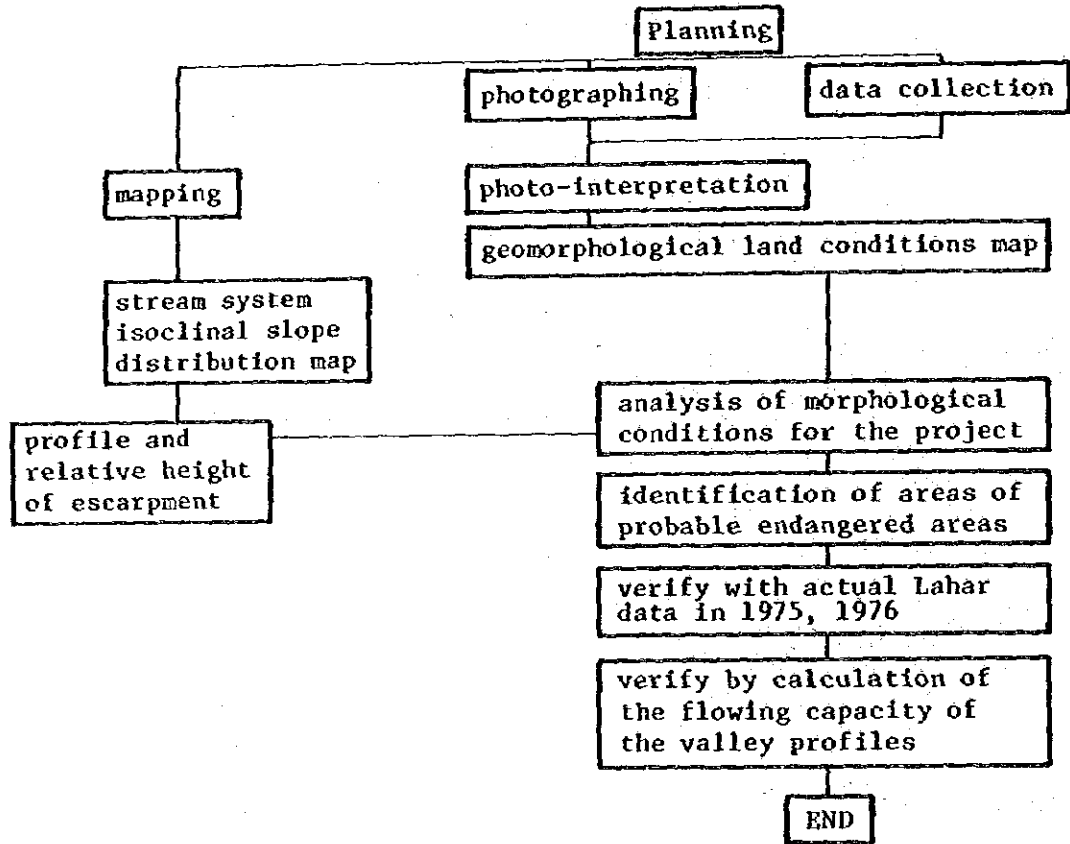 Planning
photographing
data collection
mapping
photo-interpretation
geomorphological land conditions map
stream system
isoclinal slope
distribution map
profile and
relative height
of escarpment
analysis of morphological
conditions for the project
identification of areas of
probable endangered areas
verify with actual Lahar
data in 1975, 1976
verify by calculation of
the flowing capacity of
the valley profiles
END